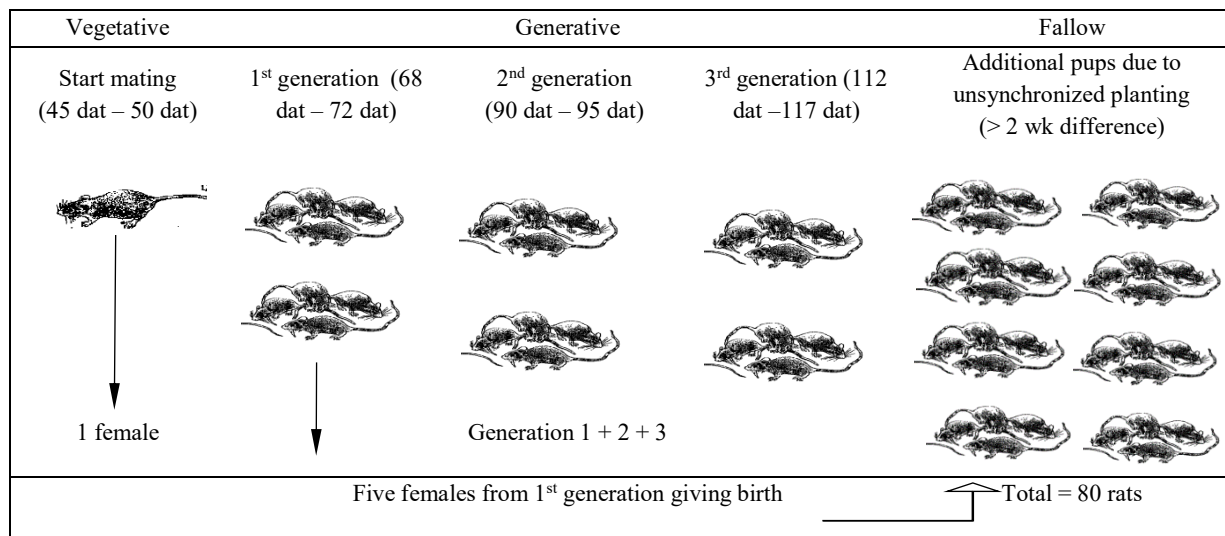 Vegetative
Generative
Fallow
Start mating
(45 dat – 50 dat)
1st generation (68
dat – 72 dat)
2nd generation
(90 dat – 95 dat)
3rd generation (112
dat –117 dat)
Additional pups due to
unsynchronized planting
(> 2 wk difference)
1 female
Generation 1 + 2 + 3
Five females from 1st generation giving birth
Total = 80 rats